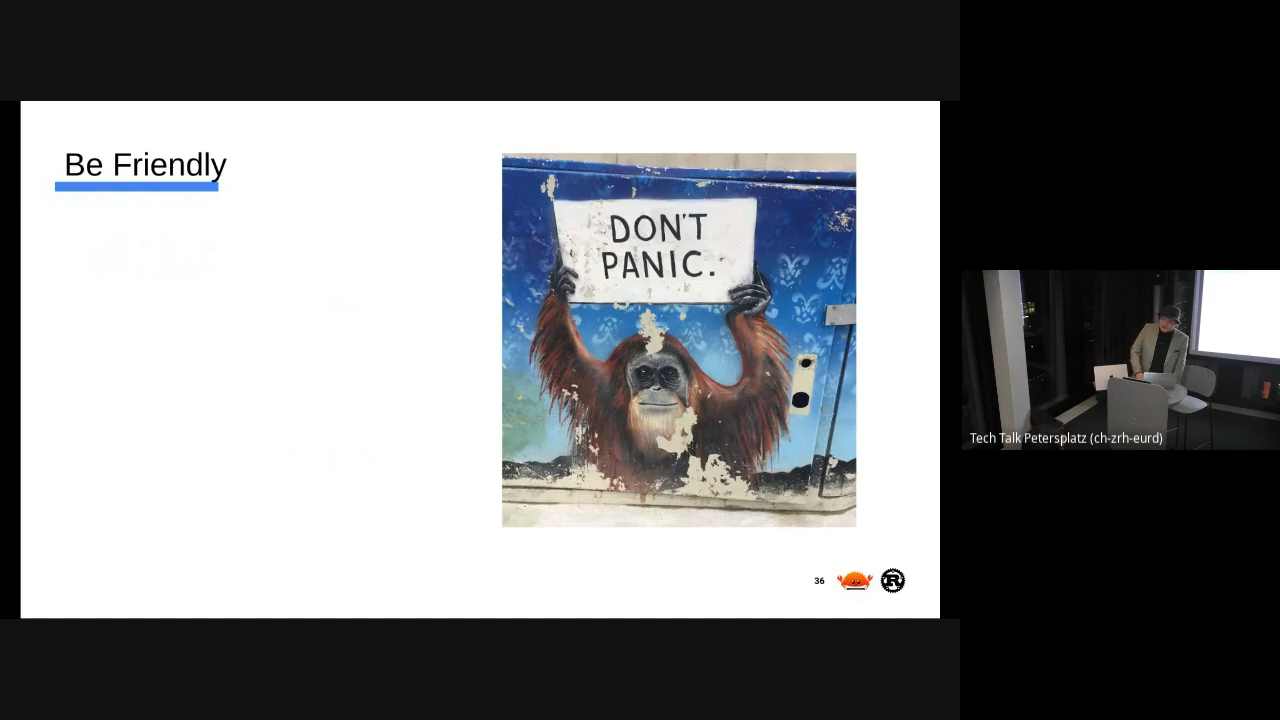 Be Friendly
DON'T
PANIC.
36
R
Tech Talk Petersplatz (ch-zrh-eurd)